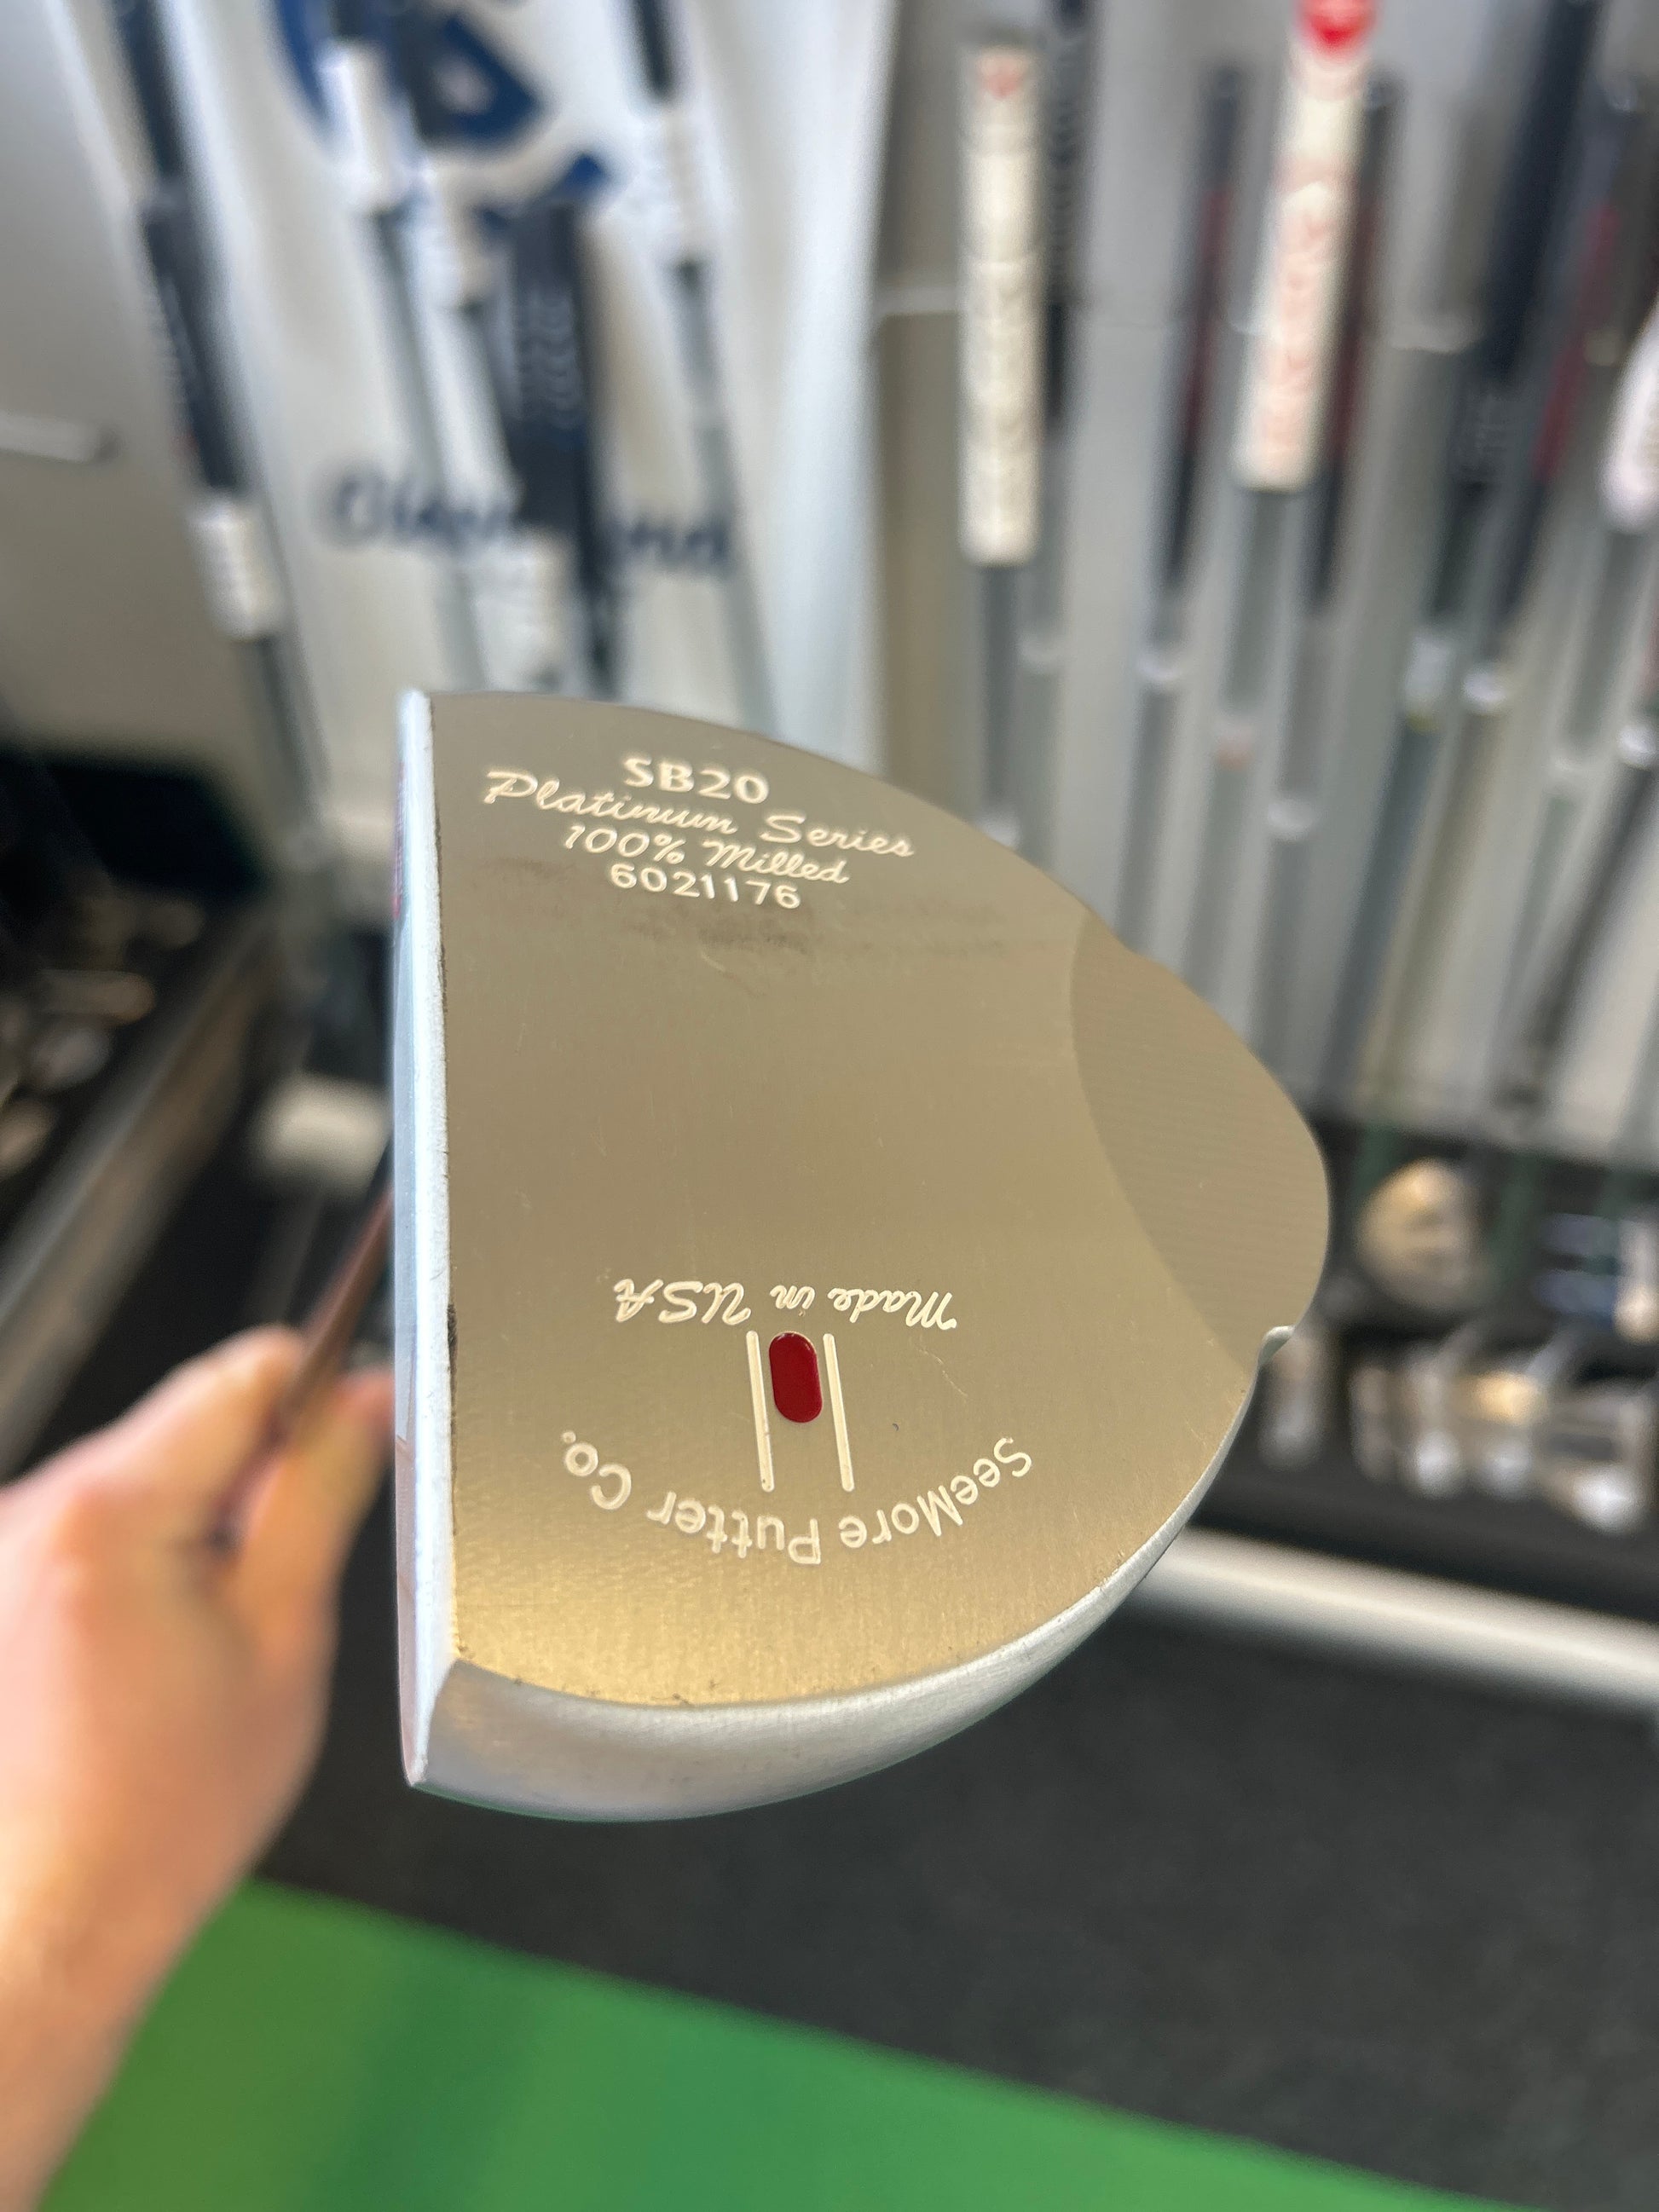 SB20
Platinum Series
100% Milled
6021176
Made in USA
SeeMore Putter Co.